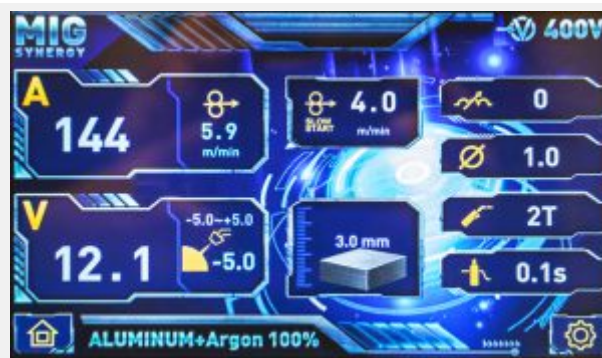 MIG
SYNERGY
400V
A
144
5.9
m/min
SLOW
START
4.0
m/min
0
1.0
2T
0.1s
V
12.1
-5.0~+5.0
-5.0
3.0 mm
ALUMINUM+Argon 100%